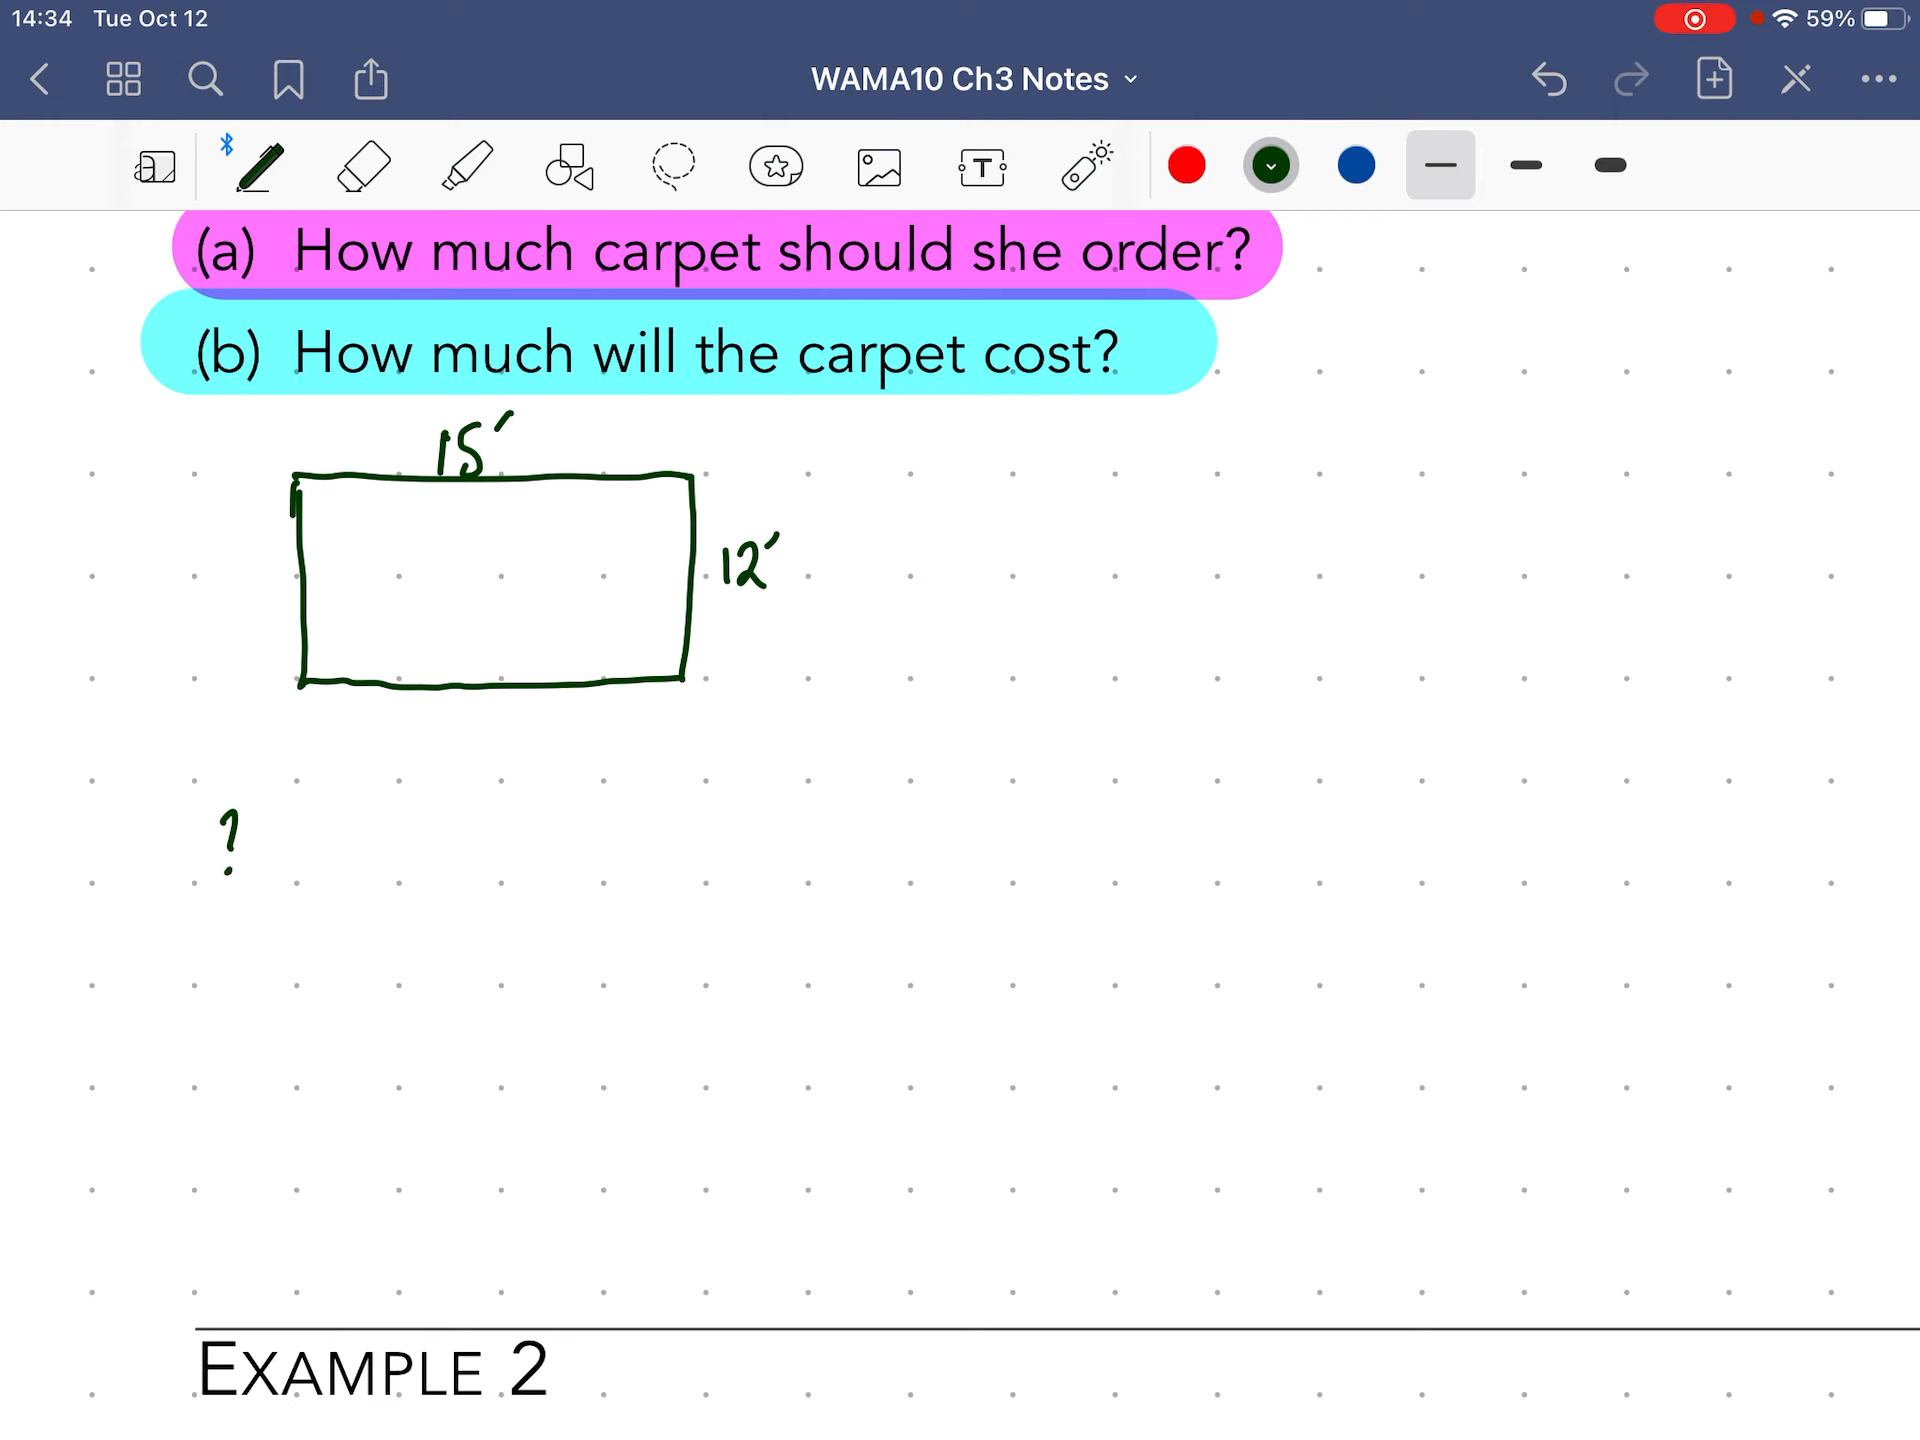 14:34 Tue Oct 12
59%
WAMA10 Ch3 Notes
(a) How much carpet should she order?
(b) How much will the carpet cost?
15′
12′
?
EXAMPLE 2